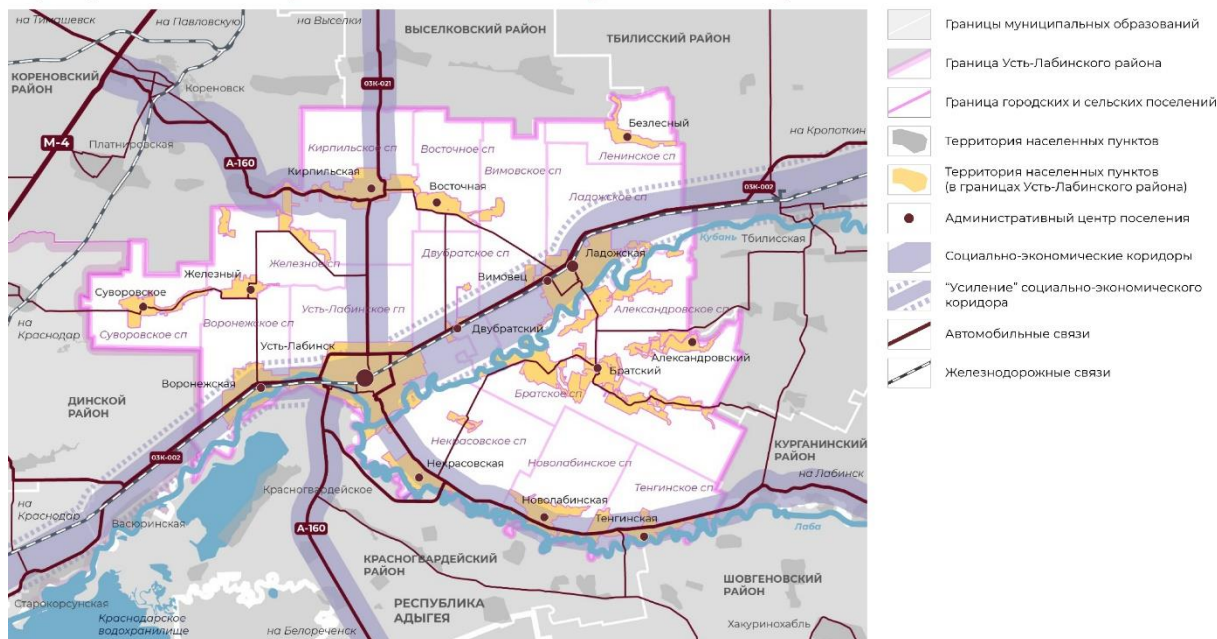 на Тимашевск
на Павловскую
на Выселки
ВЫСЕЛКОВСКИЙ РАЙОН
ТБИЛИССКИЙ РАЙОН
КОРЕНОВСКИЙ
РАЙОН
Кореновск
03К-021
Безлесный
на Кропоткин
М-4
Платнировская
А-160
Кирпильское сп
Восточное сп
Вимовское сп
Ленинское сп
Кирпильская
Восточная
Ладожское сп
03К-002
Кубань
Тбилисская
Железное сп
Двубратское сп
Ладожская
Железный
Вимовец
Суворовское
Усть-Лабинское гп
Александровское сп
на
Краснодар
Суворовское сп
Воронежское сп
Двубратский
Усть-Лабинск
Александровский
Воронежская
Братский
Братское сп
ДИНСКОЙ
РАЙОН
Некрасовское сп
КУРГАНИНСКИЙ
РАЙОН
03К-002
Некрасовская
Новолабинское сп
на Лабинск
Красногвардейское
Тенгинское сп
на
Краснодар
Васюринская
Новолабинская
Тенгинская
Лаба
А-160
КРАСНОГВАРДЕЙСКИЙ
РАЙОН
ШОВГЕНОВСКИЙ
РАЙОН
Старокорсунская
РЕСПУБЛИКА
АДЫГЕЯ
Краснодарское
водохранилище
на Белореченск
Хакуринохабль
Границы муниципальных образований
Граница Усть-Лабинского района
Граница городских и сельских поселений
Территория населенных пунктов
Территория населенных пунктов
(в границах Усть-Лабинского района)
Административный центр поселения
Социально-экономические коридоры
"Усиление" социально-экономического
коридора
Автомобильные связи
Железнодорожные связи